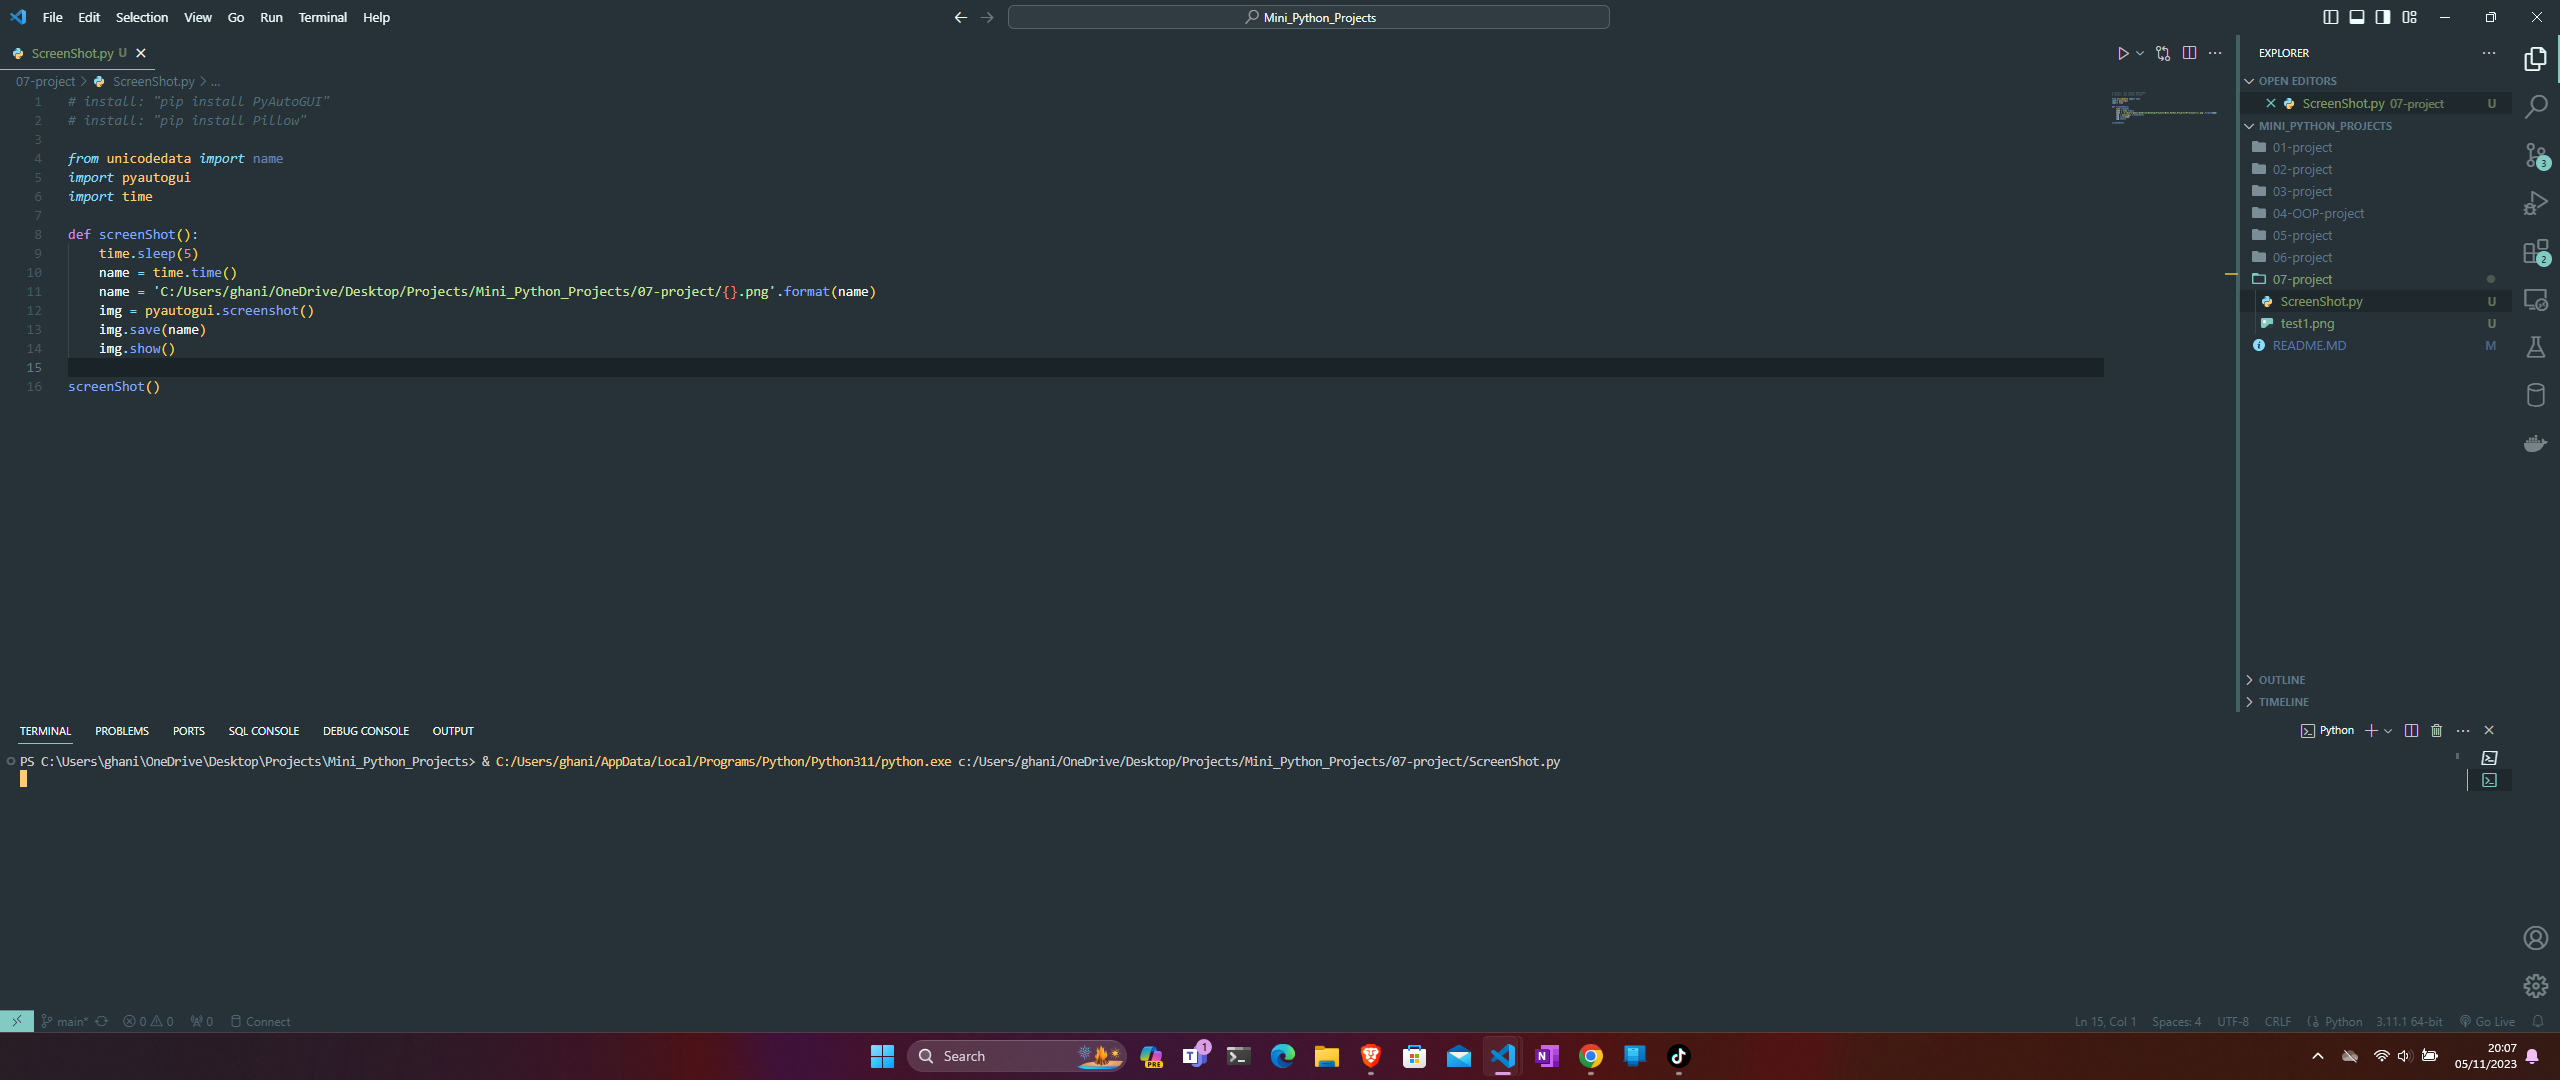 File Edit Selection View Go Run Terminal Help
Mini_Python_Projects
ScreenShot.py U
07-project > ScreenShot.py > ...
1 # install: "pip install PyAutoGUI"
2 # install: "pip install Pillow"
3
4 from unicodedata import name
5 import pyautogui
6 import time
7
8 def screenShot():
9 time.sleep(5)
10 name = time.time()
11 name = 'C:/Users/ghani/OneDrive/Desktop/Projects/Mini_Python_Projects/07-project/{}.png'.format(name)
12 img = pyautogui.screenshot()
13 img.save(name)
14 img.show()
15
16 screenShot()
EXPLORER
OPEN EDITORS
ScreenShot.py 07-project U
MINI_PYTHON_PROJECTS
01-project
02-project
03-project
04-OOP-project
05-project
06-project
07-project
ScreenShot.py U
test1.png U
README.MD M
OUTLINE
TIMELINE
3
2
TERMINAL PROBLEMS PORTS SQL CONSOLE DEBUG CONSOLE OUTPUT
Python
PS C:\Users\ghani\OneDrive\Desktop\Projects\Mini_Python_Projects> & C:/Users/ghani/AppData/Local/Programs/Python/Python311/python.exe c:/Users/ghani/OneDrive/Desktop/Projects/Mini_Python_Projects/07-project/ScreenShot.py
main* 0 0 0 Connect
Ln 15, Col 1 Spaces: 4 UTF-8 CRLF Python 3.11.1 64-bit Go Live
Search
PRE
T 1
N
20:07
05/11/2023